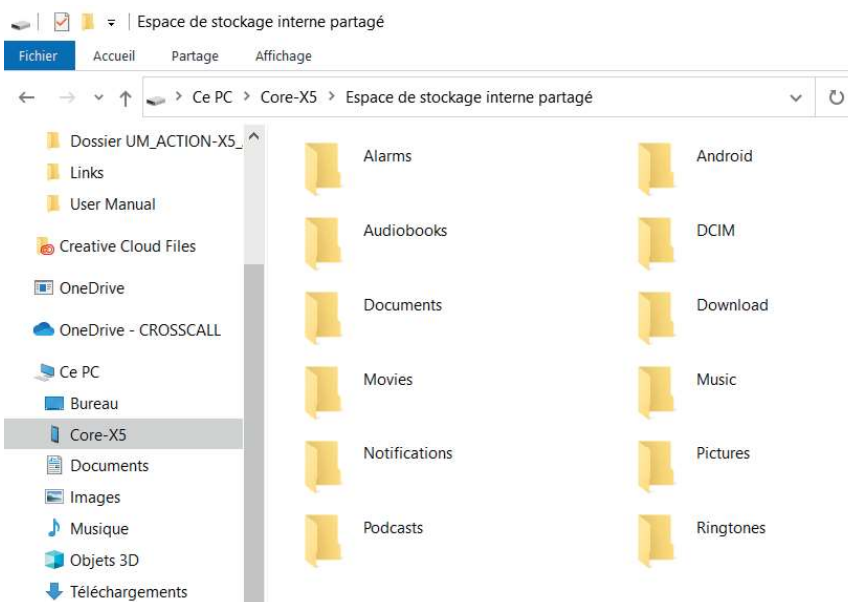 Espace de stockage interne partagé
Fichier Accueil Partage Affichage
Ce PC > Core-X5 > Espace de stockage interne partagé
Dossier UM_ACTION-X5_
Links
User Manual
Creative Cloud Files
OneDrive
OneDrive - CROSSCALL
Ce PC
Bureau
Core-X5
Documents
Images
Musique
Objets 3D
Téléchargements
Alarms Android
Audiobooks DCIM
Documents Download
Movies Music
Notifications Pictures
Podcasts Ringtones